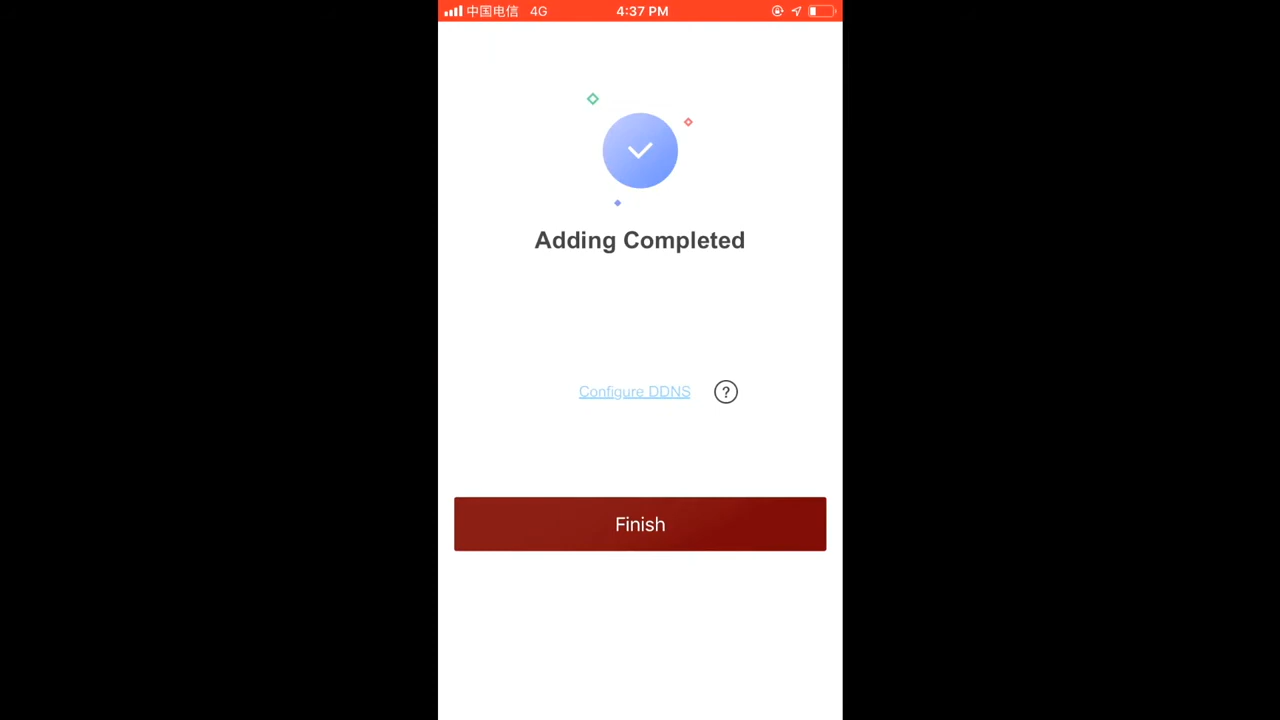 中国电信 4G 4:37 PM
Adding Completed
Configure DDNS ?
Finish